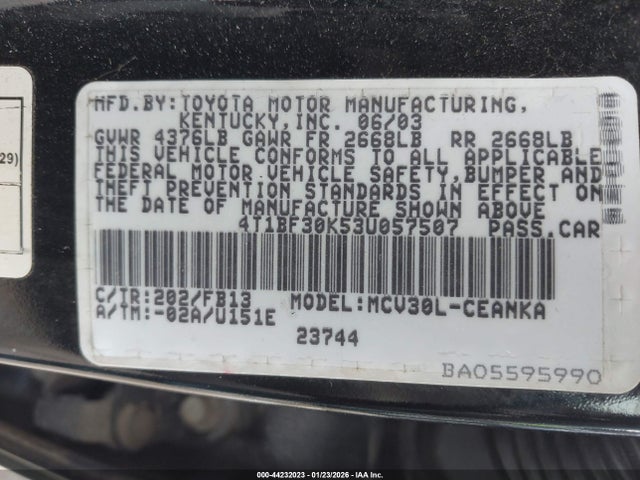 MFD.BY:TOYOTA MOTOR MANUFACTURING,
KENTUCKY,INC. 06/03
GVWR 4376LB GAWR FR 2668LB RR 2668LB
THIS VEHICLE CONFORMS TO ALL APPLICABLE
FEDERAL MOTOR VEHICLE SAFETY,BUMPER AND
THEFT PREVENTION STANDARDS IN EFFECT ON
THE DATE OF MANUFACTURE SHOWN ABOVE
4T1BF30K53U057507 PASS.CAR
C/TR:202/FB13 MODEL:MCV30L-CEANKA
A/TM:-02A/U151E
23744
BA05595990
29)
000-44232023 | 01/23/2026 | IAA Inc.